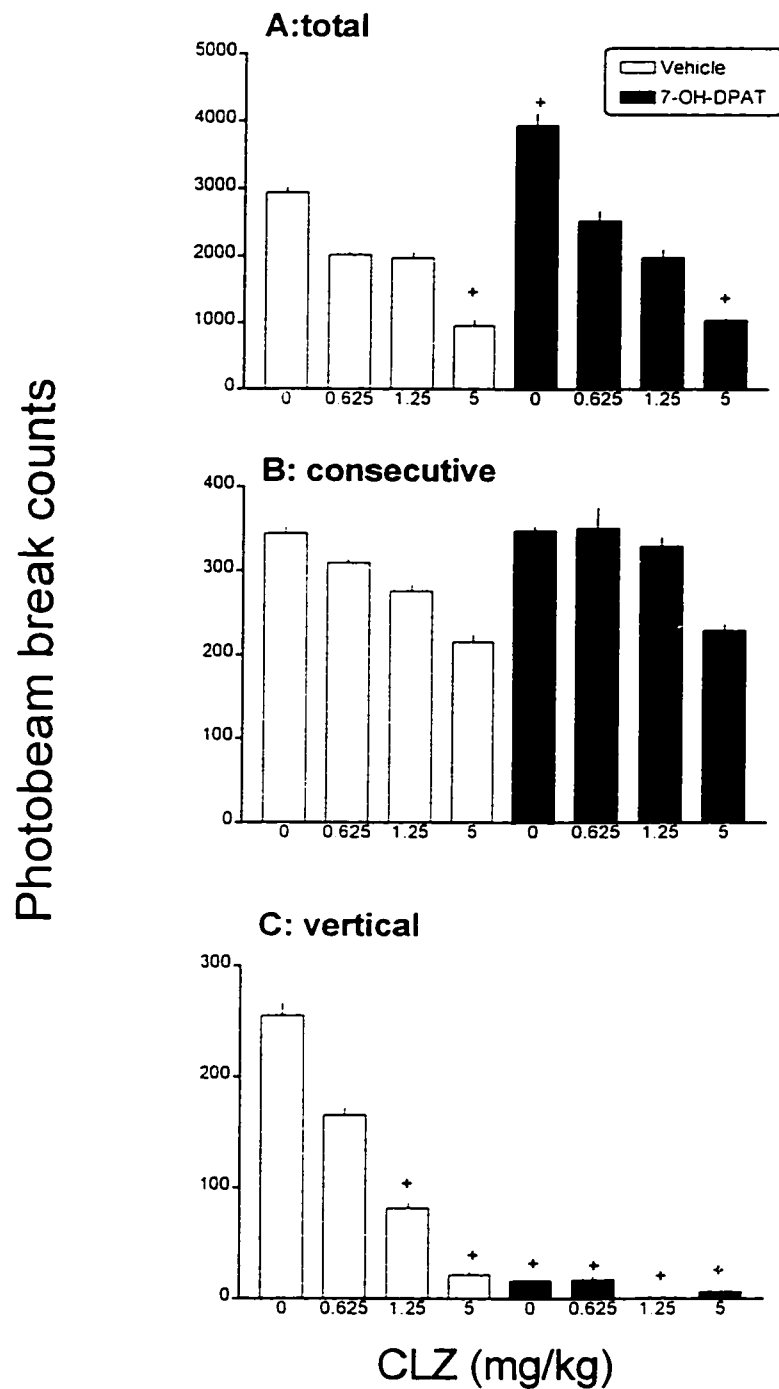 A:total
Vehicle
7-OH-DPAT
5000
4000
3000
2000
1000
0
+
+
+
0 0.625 1.25 5 0 0.625 1.25 5
Photobeam break counts
B: consecutive
400
300
200
100
0
0 0.625 1.25 5 0 0.625 1.25 5
C: vertical
300
200
100
0
+
+
+
+
+
+
0 0.625 1.25 5 0 0.625 1.25 5
CLZ (mg/kg)